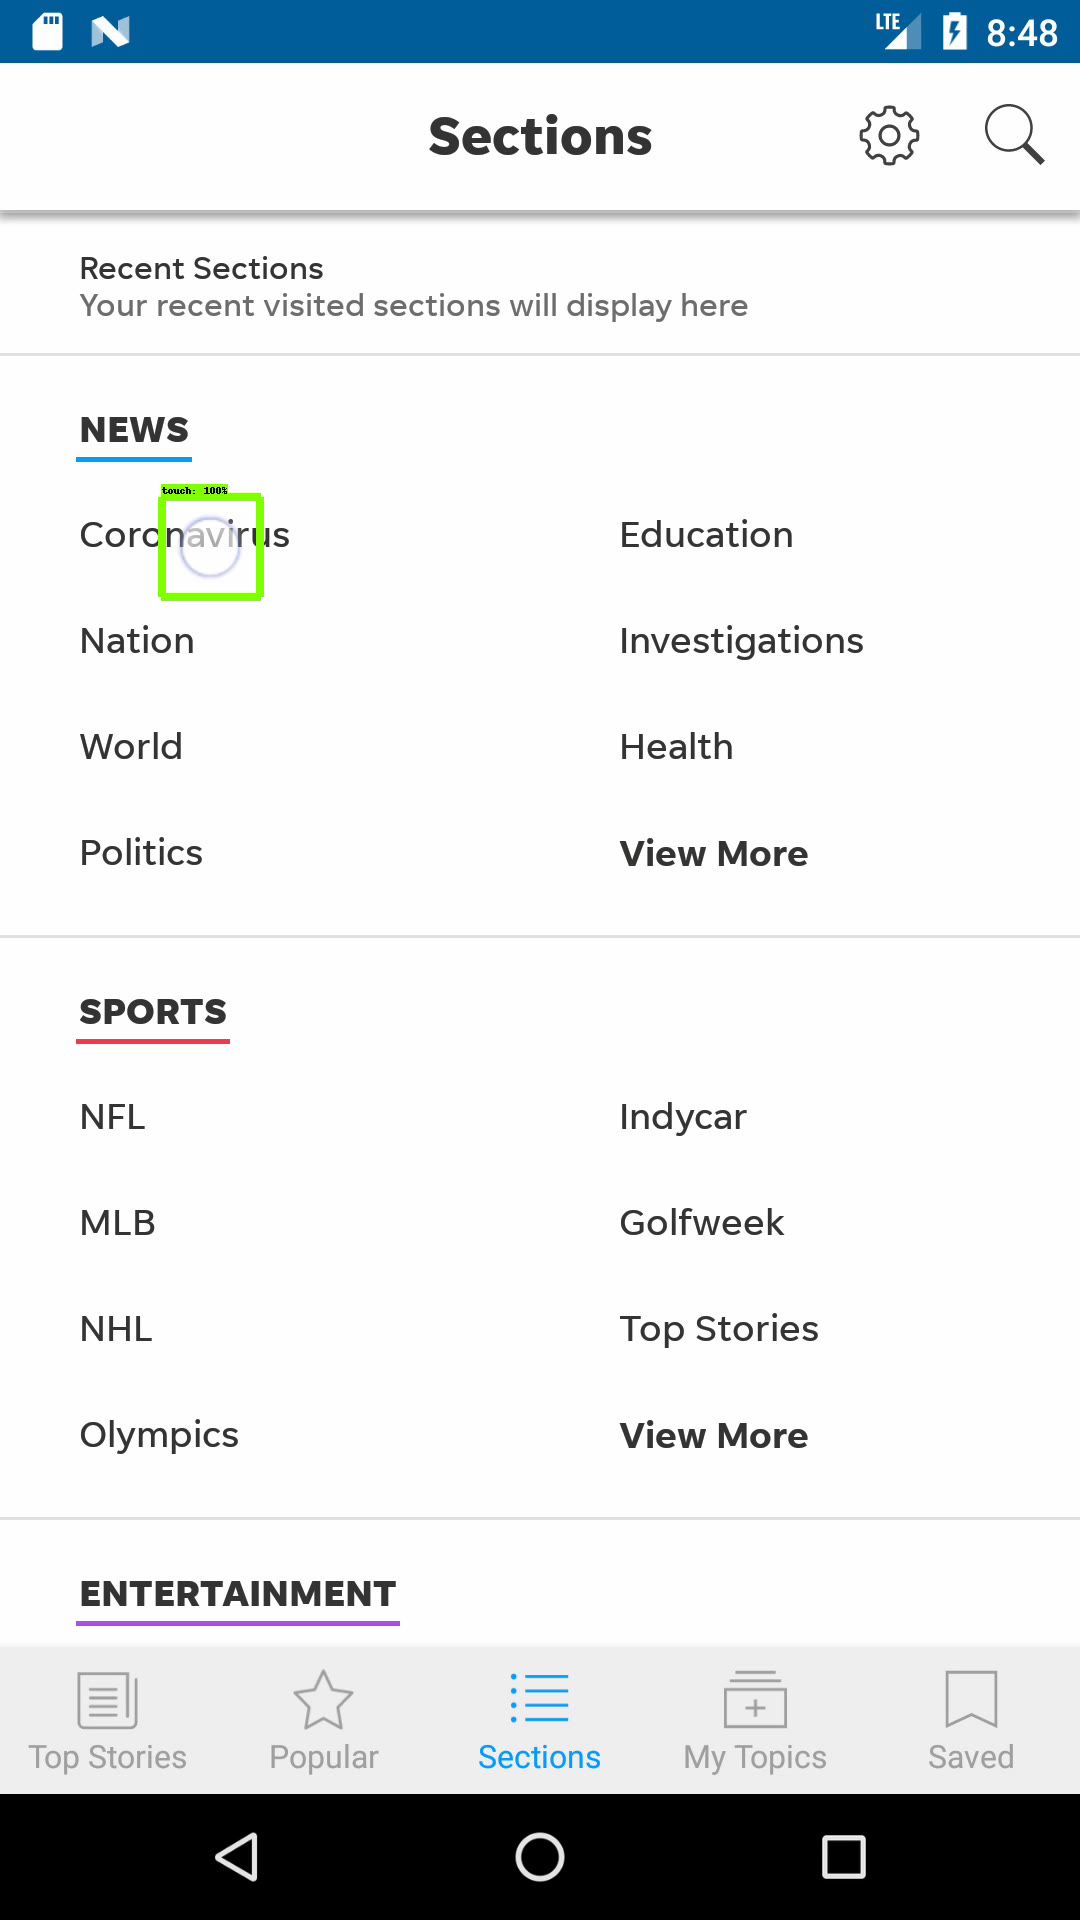 LTE 8:48
Sections
Recent Sections
Your recent visited sections will display here
NEWS
touch: 100%
Coronavirus Education
Nation Investigations
World Health
Politics View More
SPORTS
NFL Indycar
MLB Golfweek
NHL Top Stories
Olympics View More
ENTERTAINMENT
Top Stories Popular Sections My Topics Saved